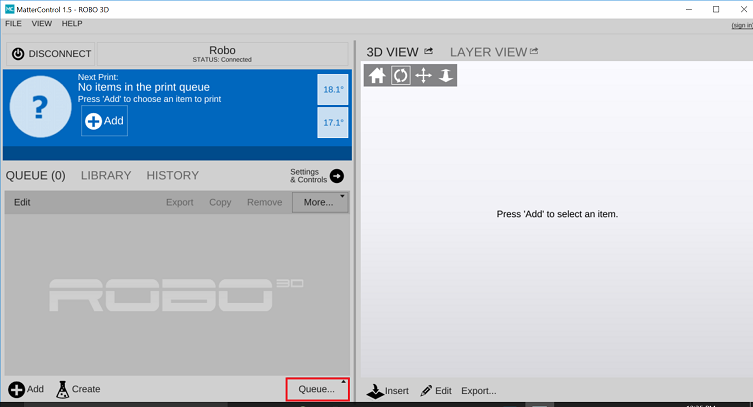 MC MatterControl 1.5 - ROBO 3D
FILE VIEW HELP
(sign in)
DISCONNECT
Robo
STATUS: Connected
3D VIEW LAYER VIEW
Next Print:
No items in the print queue
Press 'Add' to choose an item to print
?
Add
18.1°
17.1°
QUEUE (0) LIBRARY HISTORY
Settings
& Controls
Edit Export Copy Remove More...
Press 'Add' to select an item.
ROBO 3D
Add Create Queue...
Insert Edit Export...